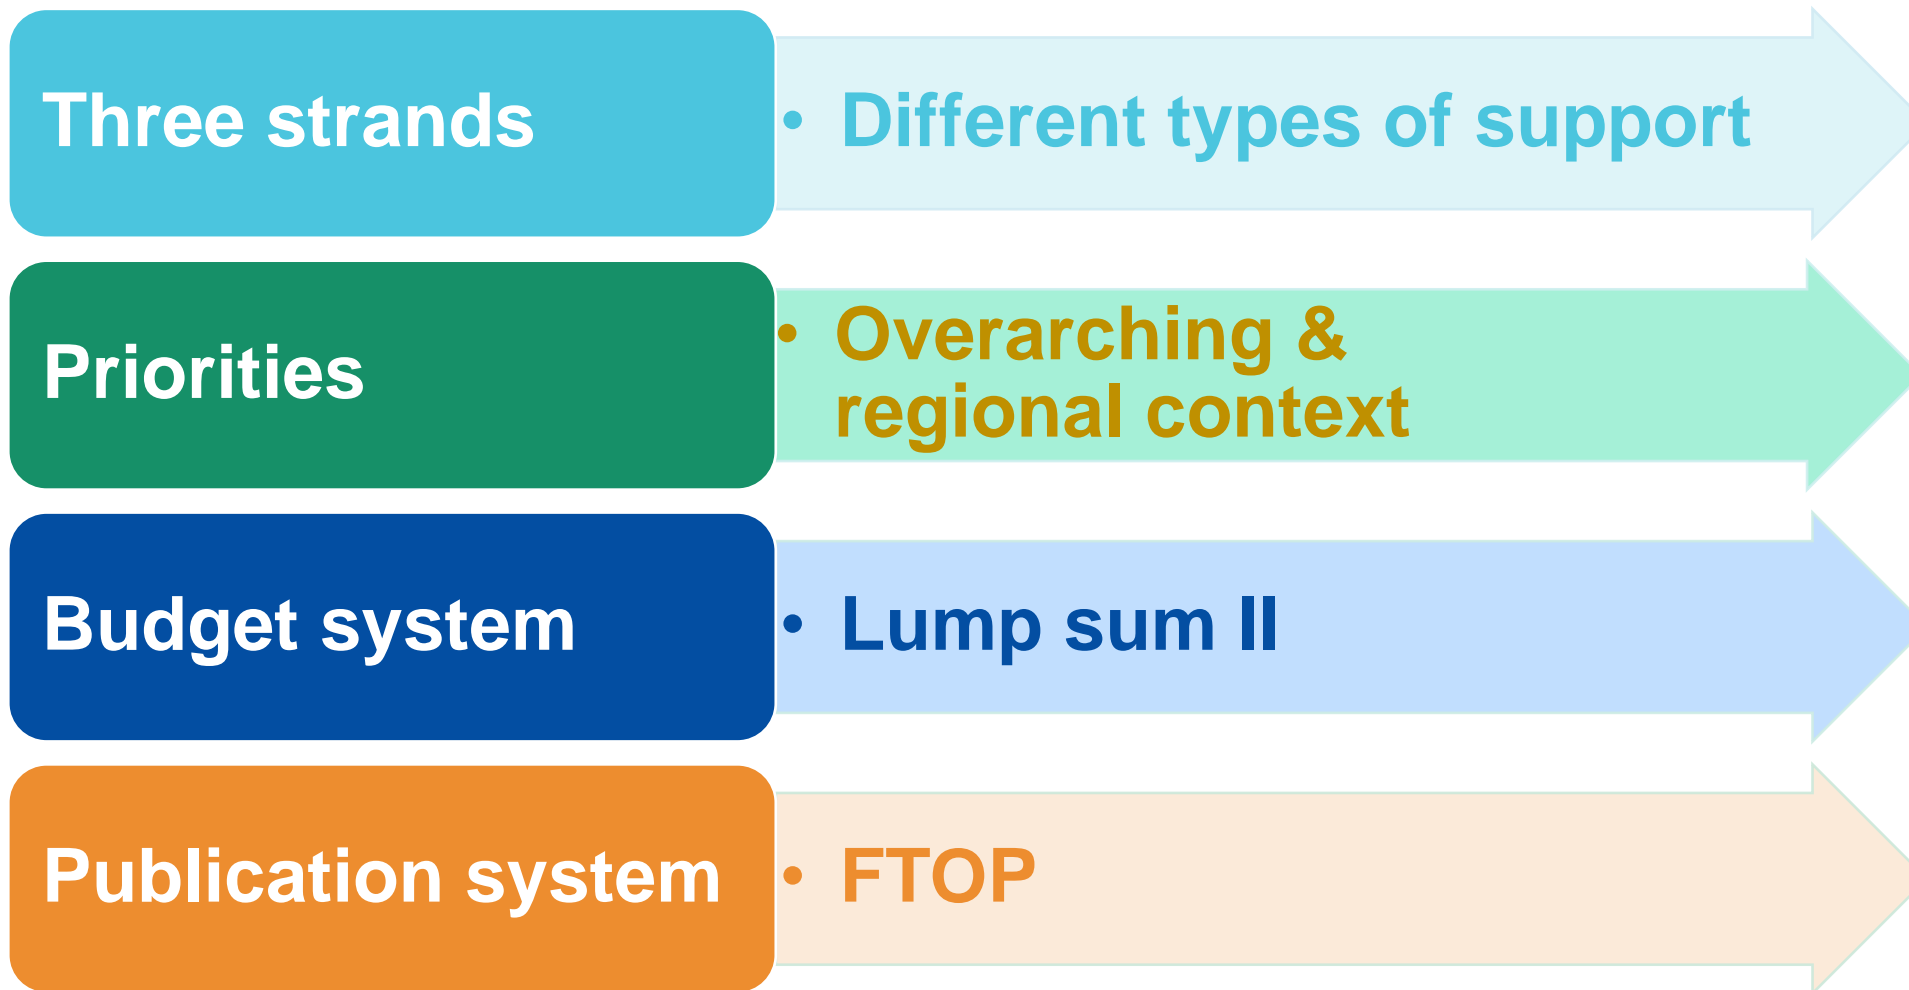 Three strands
• Different types of support
Priorities
• Overarching &
regional context
Budget system
• Lump sum II
Publication system
• FTOP